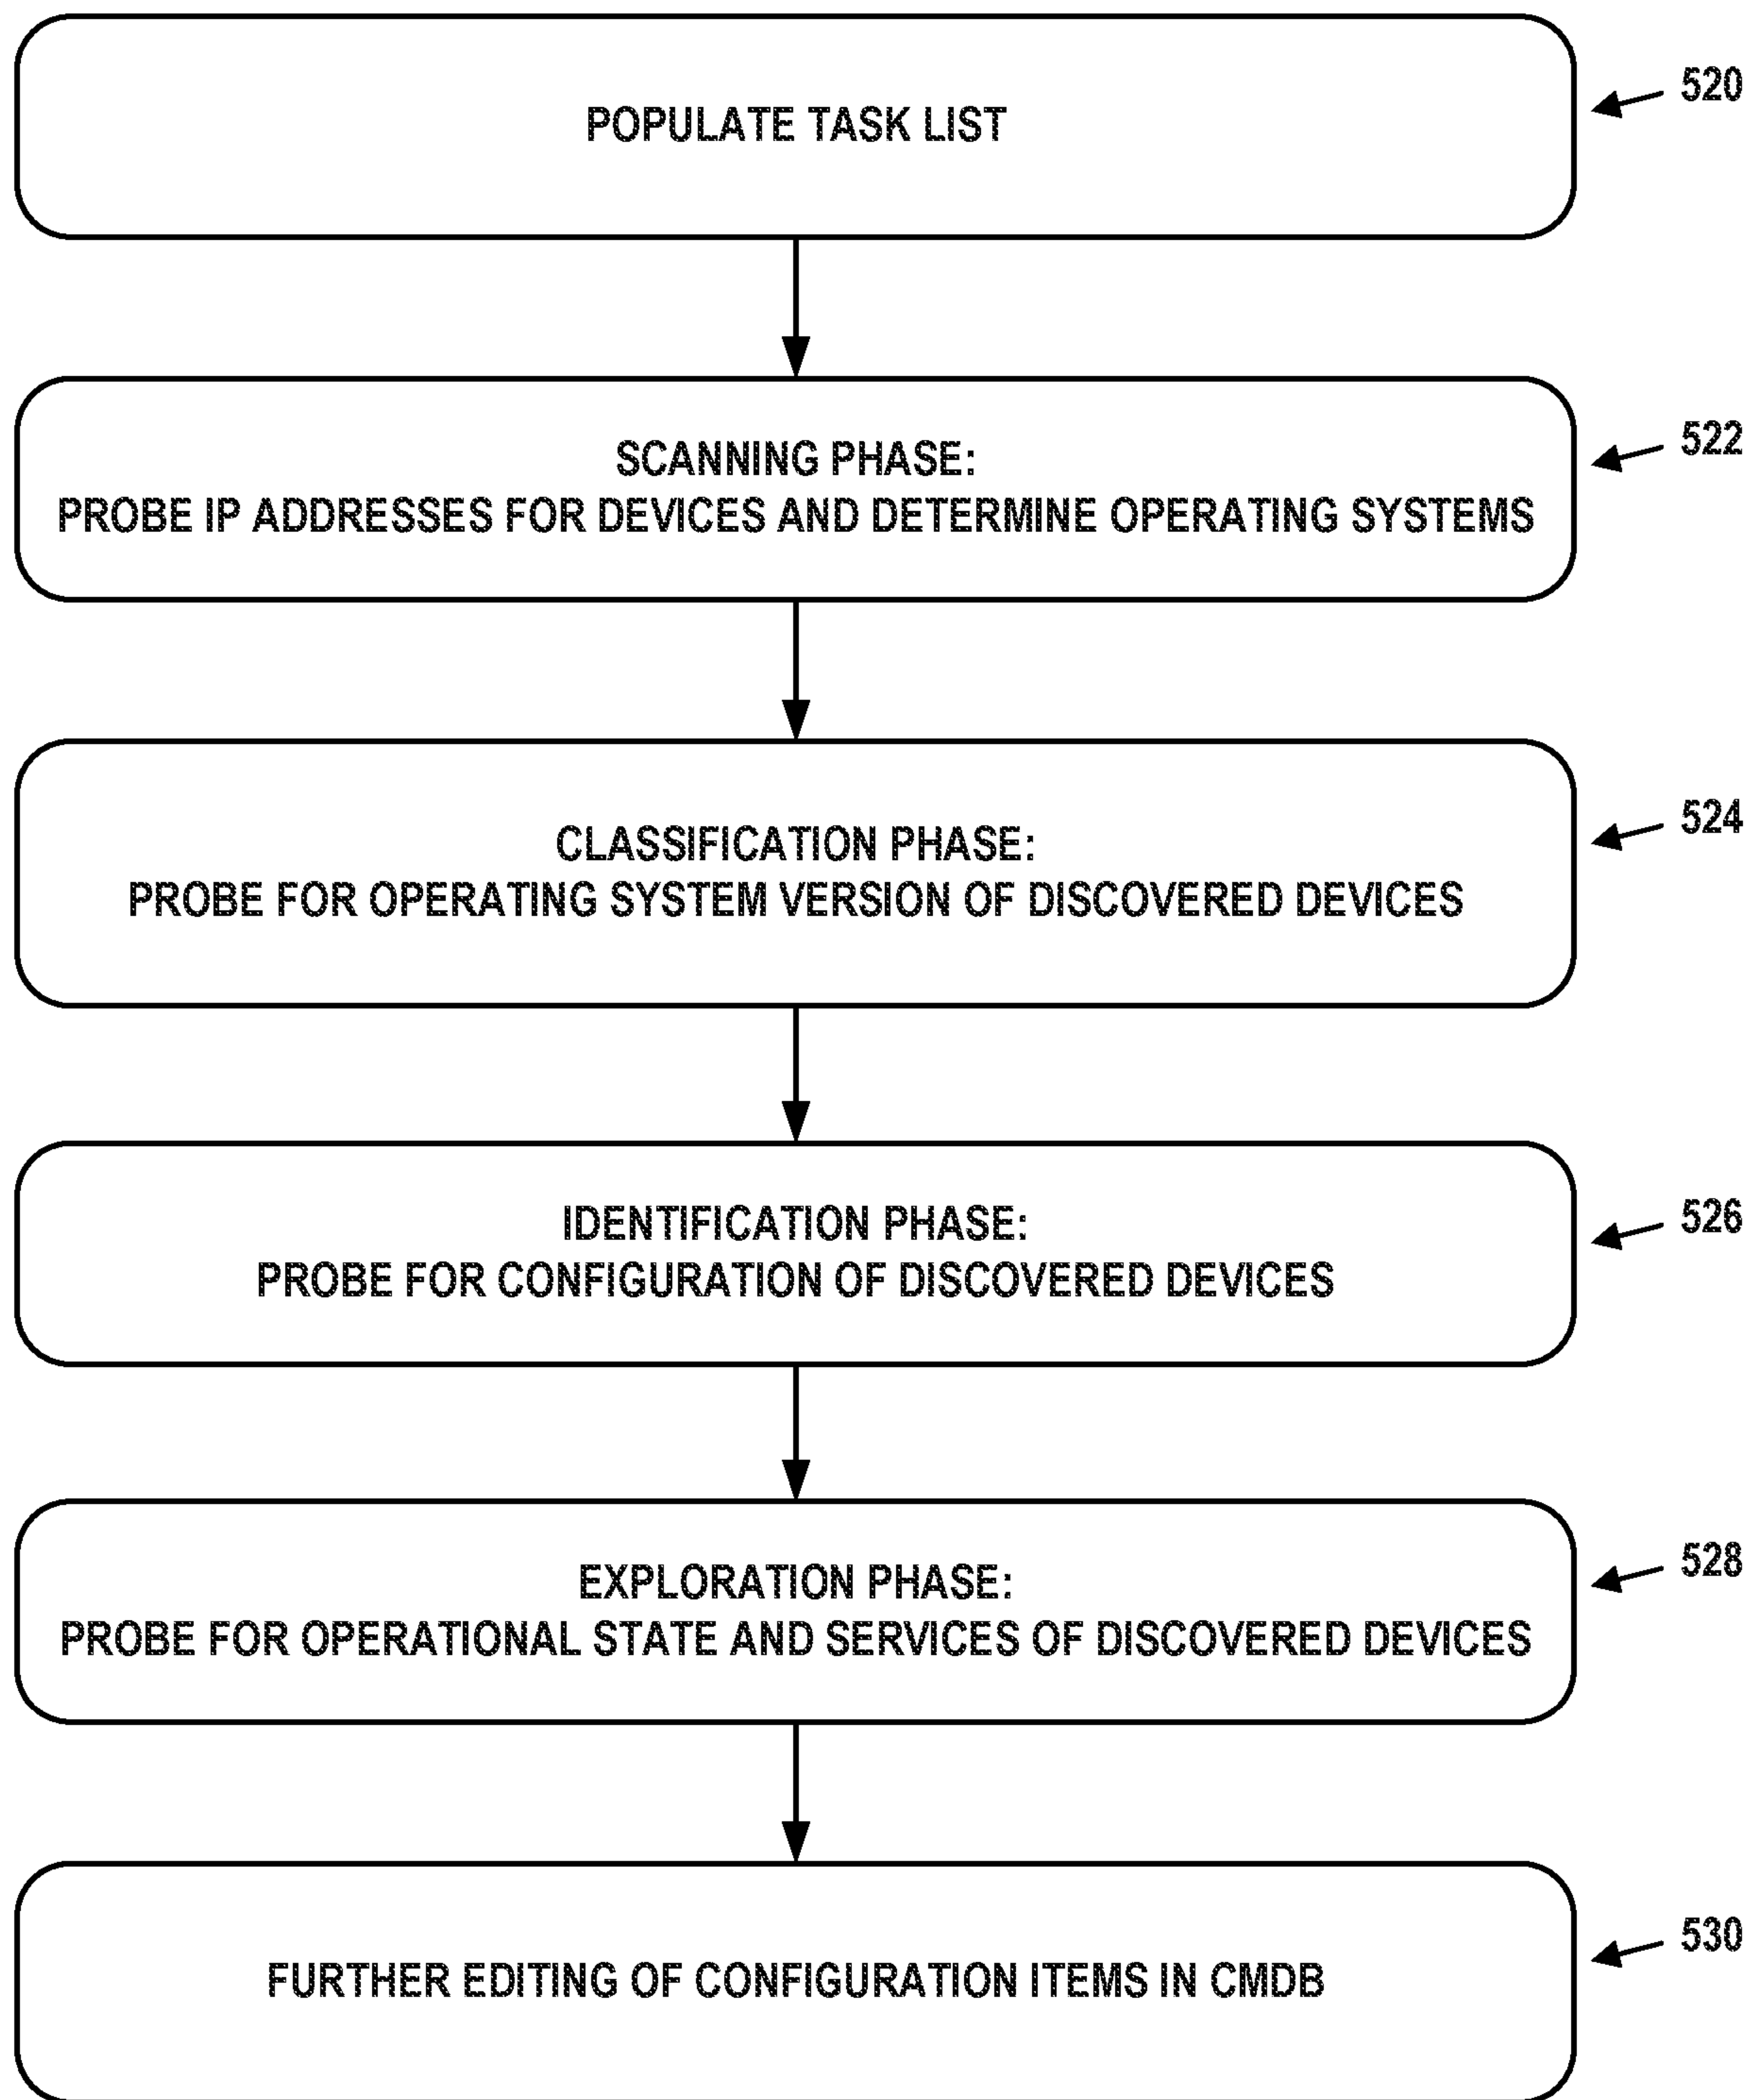 POPULATE TASK LIST
520
SCANNING PHASE:
PROBE IP ADDRESSES FOR DEVICES AND DETERMINE OPERATING SYSTEMS
522
CLASSIFICATION PHASE:
PROBE FOR OPERATING SYSTEM VERSION OF DISCOVERED DEVICES
524
IDENTIFICATION PHASE:
PROBE FOR CONFIGURATION OF DISCOVERED DEVICES
526
EXPLORATION PHASE:
PROBE FOR OPERATIONAL STATE AND SERVICES OF DISCOVERED DEVICES
528
FURTHER EDITING OF CONFIGURATION ITEMS IN CMDB
530